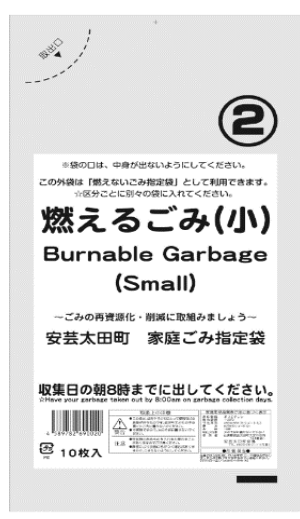 取出口
2
※袋の口は、中身が出ないようにしてください。
この外袋は「燃えないごみ指定袋」として利用できます。
☆区分ごとに別々の袋に入れてください。
燃えるごみ(小)
Burnable Garbage
(Small)
～ごみの再資源化・削減に取組みましょう～
安芸太田町 家庭ごみ指定袋
収集日の朝8時までに出してください。
☆Have your garbage taken out by 8:00am on garbage collection days.
10枚入